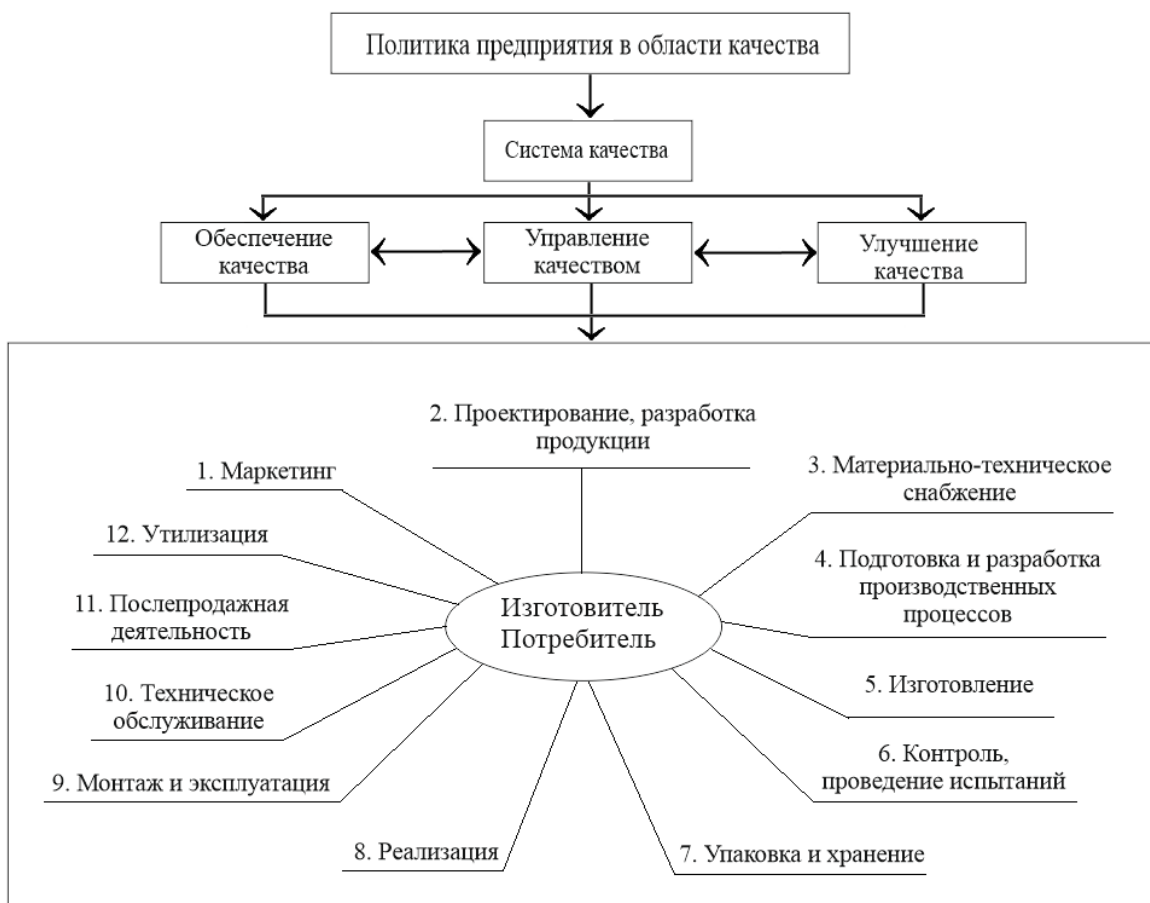 Политика предприятия в области качества
Система качества
Обеспечение
качества
Управление
качеством
Улучшение
качества
2. Проектирование, разработка
продукции
1. Маркетинг
3. Материально-техническое
снабжение
12. Утилизация
4. Подготовка и разработка
производственных
процессов
11. Послепродажная
деятельность
Изготовитель
Потребитель
10. Техническое
обслуживание
5. Изготовление
9. Монтаж и эксплуатация
6. Контроль,
проведение испытаний
8. Реализация
7. Упаковка и хранение